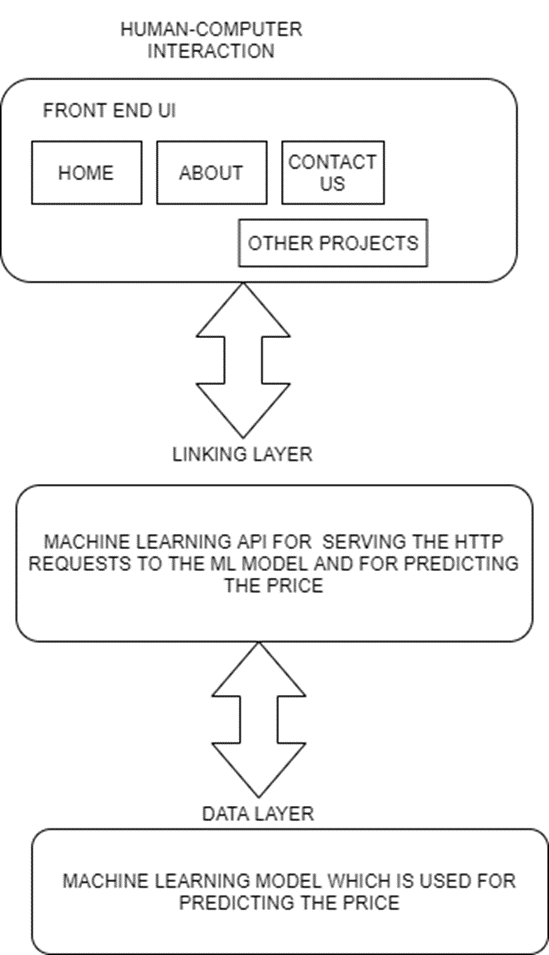 HUMAN-COMPUTER
INTERACTION
FRONT END UI
HOME
ABOUT
CONTACT
US
OTHER PROJECTS
LINKING LAYER
MACHINE LEARNING API FOR SERVING THE HTTP
REQUESTS TO THE ML MODEL AND FOR PREDICTING
THE PRICE
DATA LAYER
MACHINE LEARNING MODEL WHICH IS USED FOR
PREDICTING THE PRICE